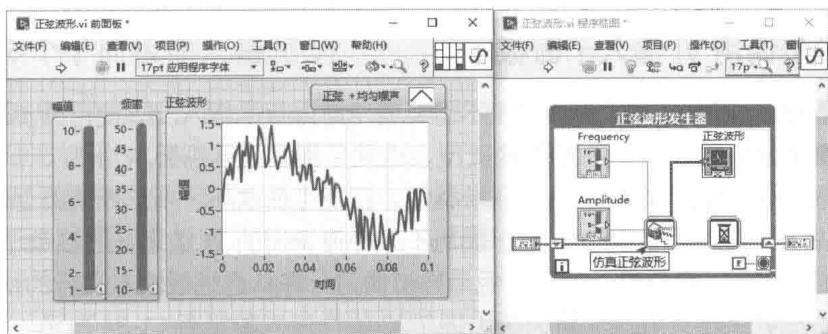 正弦波形.vi 前面板 *
文件(F) 编辑(E) 查看(V) 项目(P) 操作(O) 工具(T) 窗口(W) 帮助(H)
17pt 应用程序字体
幅值
频率
正弦波形
正弦 +均匀噪声
10-
8-
6-
4-
2-
1-
50-
45-
40-
35-
30-
25-
20-
15-
10-
幅值
1.5-
1-
0.5-
0-
-0.5-
-1-
-1.5-
0 0.02 0.04 0.06 0.08 0.1
时间
正弦波形.vi 程序框图 *
文件(F) 编辑(E) 查看(V) 项目(P) 操作(O) 工具(T) 窗
17p
正弦波形发生器
Frequency
正弦波形
Amplitude
仿真正弦波形
i
F